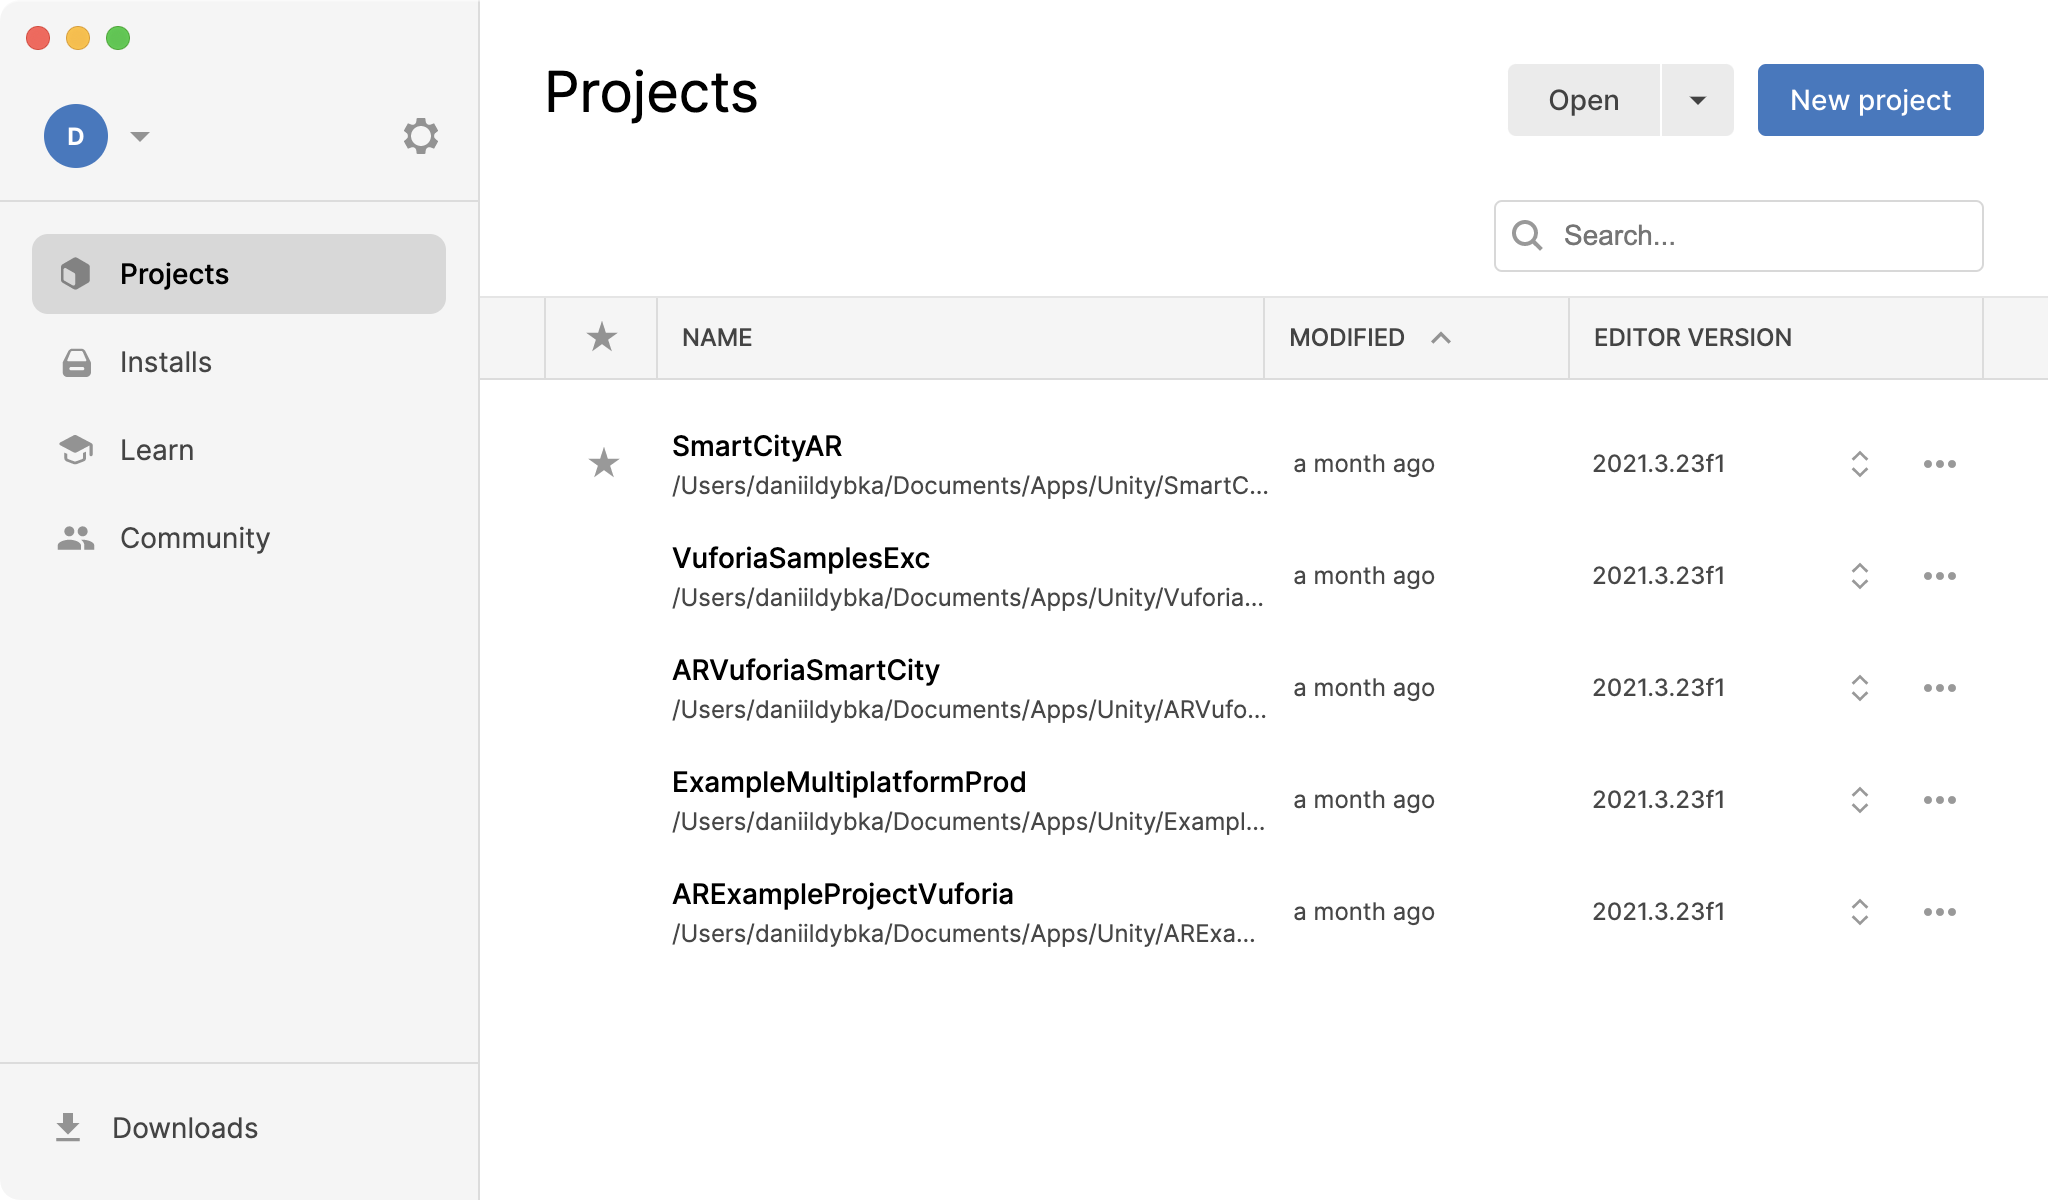 D
Projects
Installs
Learn
Community
Downloads
Projects
Open
New project
Search...
NAME
MODIFIED
EDITOR VERSION
SmartCityAR
/Users/daniildybka/Documents/Apps/Unity/SmartC...
a month ago
2021.3.23f1
VuforiaSamplesExc
/Users/daniildybka/Documents/Apps/Unity/Vuforia...
a month ago
2021.3.23f1
ARVuforiaSmartCity
/Users/daniildybka/Documents/Apps/Unity/ARVufo...
a month ago
2021.3.23f1
ExampleMultiplatformProd
/Users/daniildybka/Documents/Apps/Unity/Exampl...
a month ago
2021.3.23f1
ARExampleProjectVuforia
/Users/daniildybka/Documents/Apps/Unity/ARExa...
a month ago
2021.3.23f1